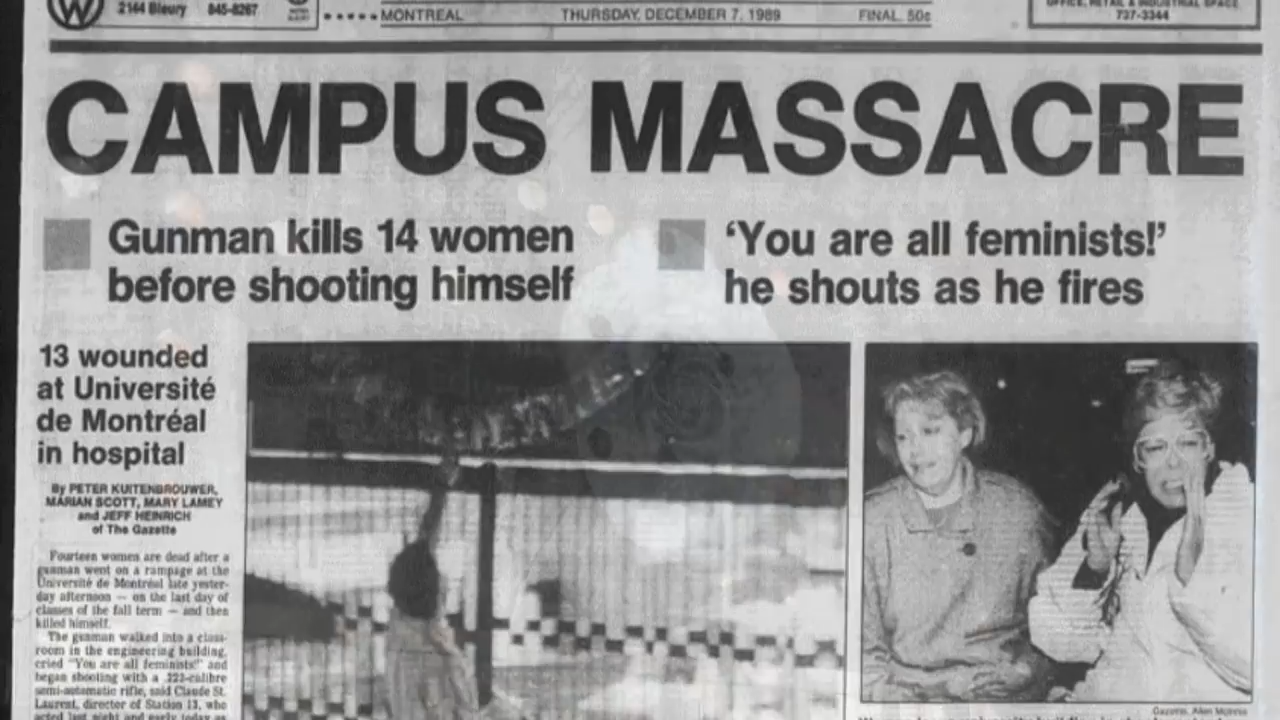 2144 Bleury 845-8267
MONTREAL THURSDAY, DECEMBER 7, 1989 FINAL. 50¢
OFFICE, RETAIL & INDUSTRIAL SPACE
737-3344
CAMPUS MASSACRE
Gunman kills 14 women
before shooting himself
‘You are all feminists!’
he shouts as he fires
13 wounded
at Université
de Montréal
in hospital
By PETER KUITENBROUWER,
MARIAN SCOTT, MARY LAMEY
and JEFF HEINRICH
of The Gazette
Fourteen women are dead after a
gunman went on a rampage at the
Université de Montréal late yester-
day afternoon — on the last day of
classes of the fall term — and then
killed himself.
The gunman walked into a class-
room in the engineering building,
cried "You are all feminists" and
began shooting with a .223-calibre
semi-automatic rifle, said Claude St.
Laurent, director of Station 13, who
acted last night and early today as
Gazette, Allen